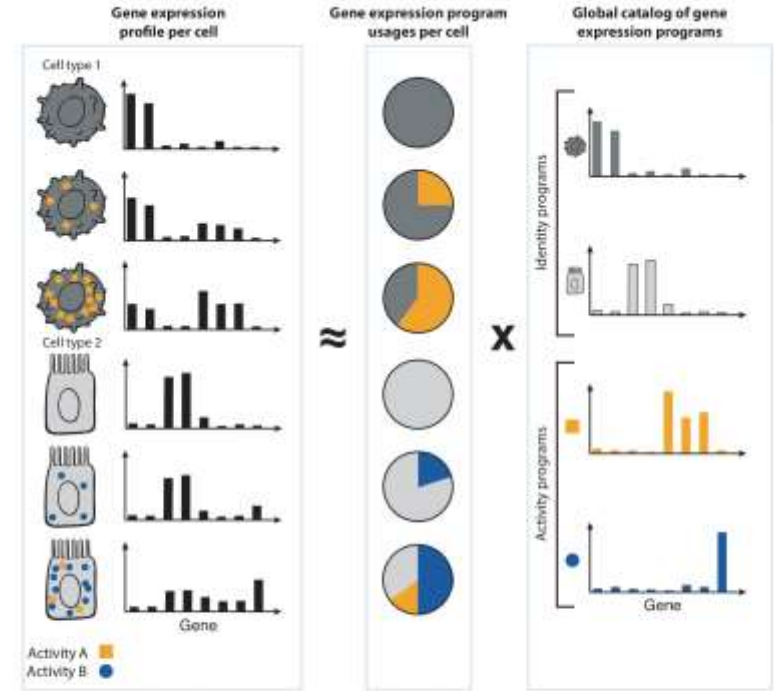 Gene expression
profile per cell
Gene expression program
usages per cell
Global catalog of gene
expression programs
Cell type 1
Cell type 2
Gene
Activity A
Activity B
≈
x
Identity programs
Activity programs
Gene